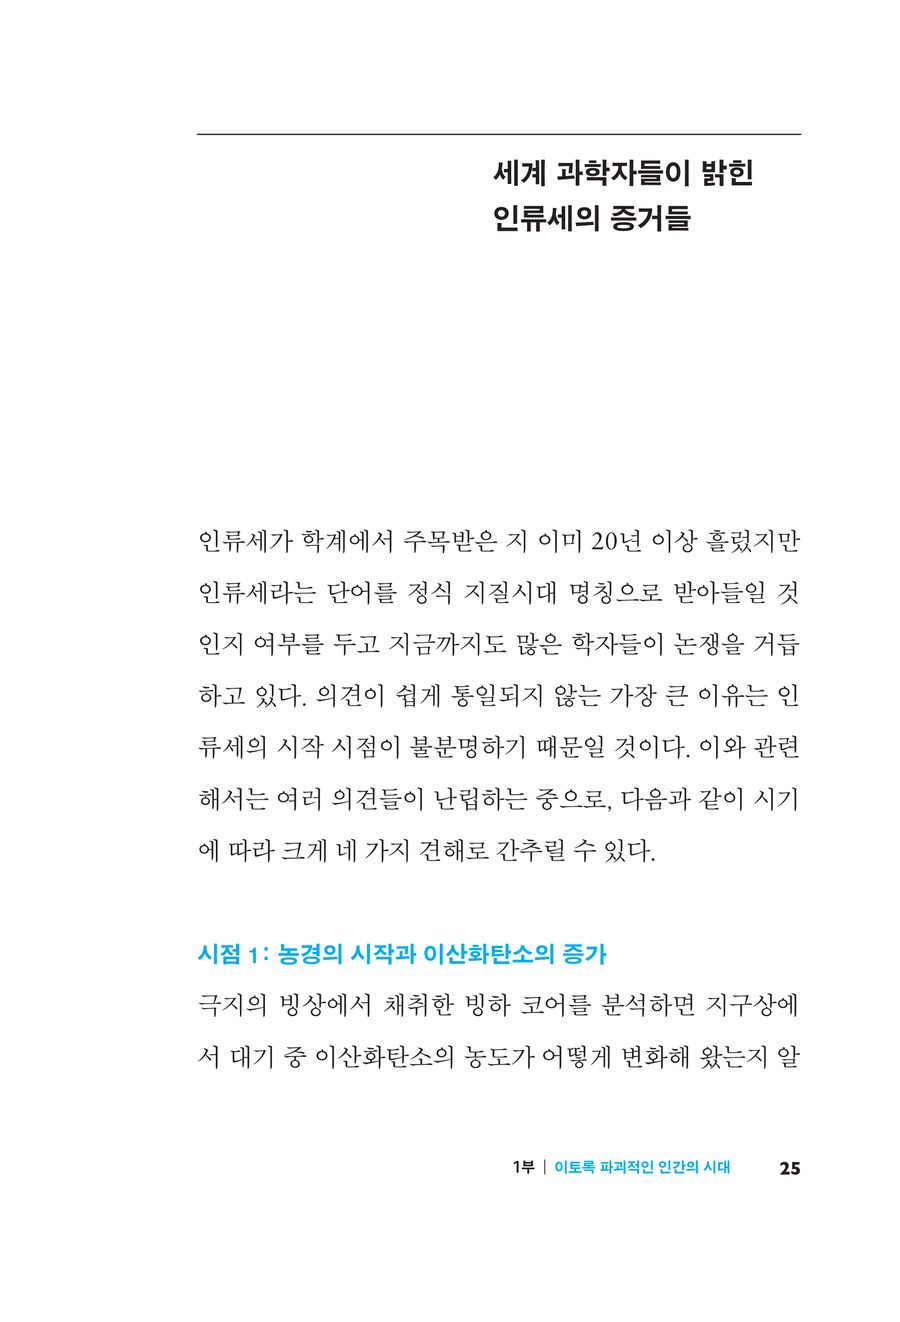 세계 과학자들이 밝힌
인류세의 증거들
인류세가 학계에서 주목받은 지 이미 20년 이상 흘렀지만
인류세라는 단어를 정식 지질시대 명칭으로 받아들일 것
인지 여부를 두고 지금까지도 많은 학자들이 논쟁을 거듭
하고 있다. 의견이 쉽게 통일되지 않는 가장 큰 이유는 인
류세의 시작 시점이 불분명하기 때문일 것이다. 이와 관련
해서는 여러 의견들이 난립하는 중으로, 다음과 같이 시기
에 따라 크게 네 가지 견해로 간추릴 수 있다.
시점 1: 농경의 시작과 이산화탄소의 증가
극지의 빙상에서 채취한 빙하 코어를 분석하면 지구상에
서 대기 중 이산화탄소의 농도가 어떻게 변화해 왔는지 알
1부 | 이토록 파괴적인 인간의 시대 25